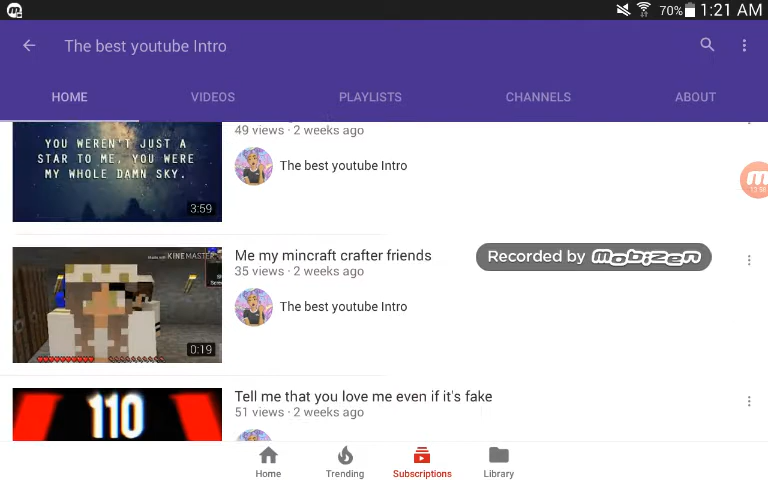 70% 1:21 AM
The best youtube Intro
HOME VIDEOS PLAYLISTS CHANNELS ABOUT
49 views · 2 weeks ago
YOU WEREN'T JUST A
STAR TO ME, YOU WERE
MY WHOLE DAMN SKY.
The best youtube Intro
3:59
12:58
Me my mincraft crafter friends
Recorded by mobizen
Made with KINEMASTER
35 views · 2 weeks ago
The best youtube Intro
0:19
Tell me that you love me even if it's fake
51 views · 2 weeks ago
110
Home Trending Subscriptions Library